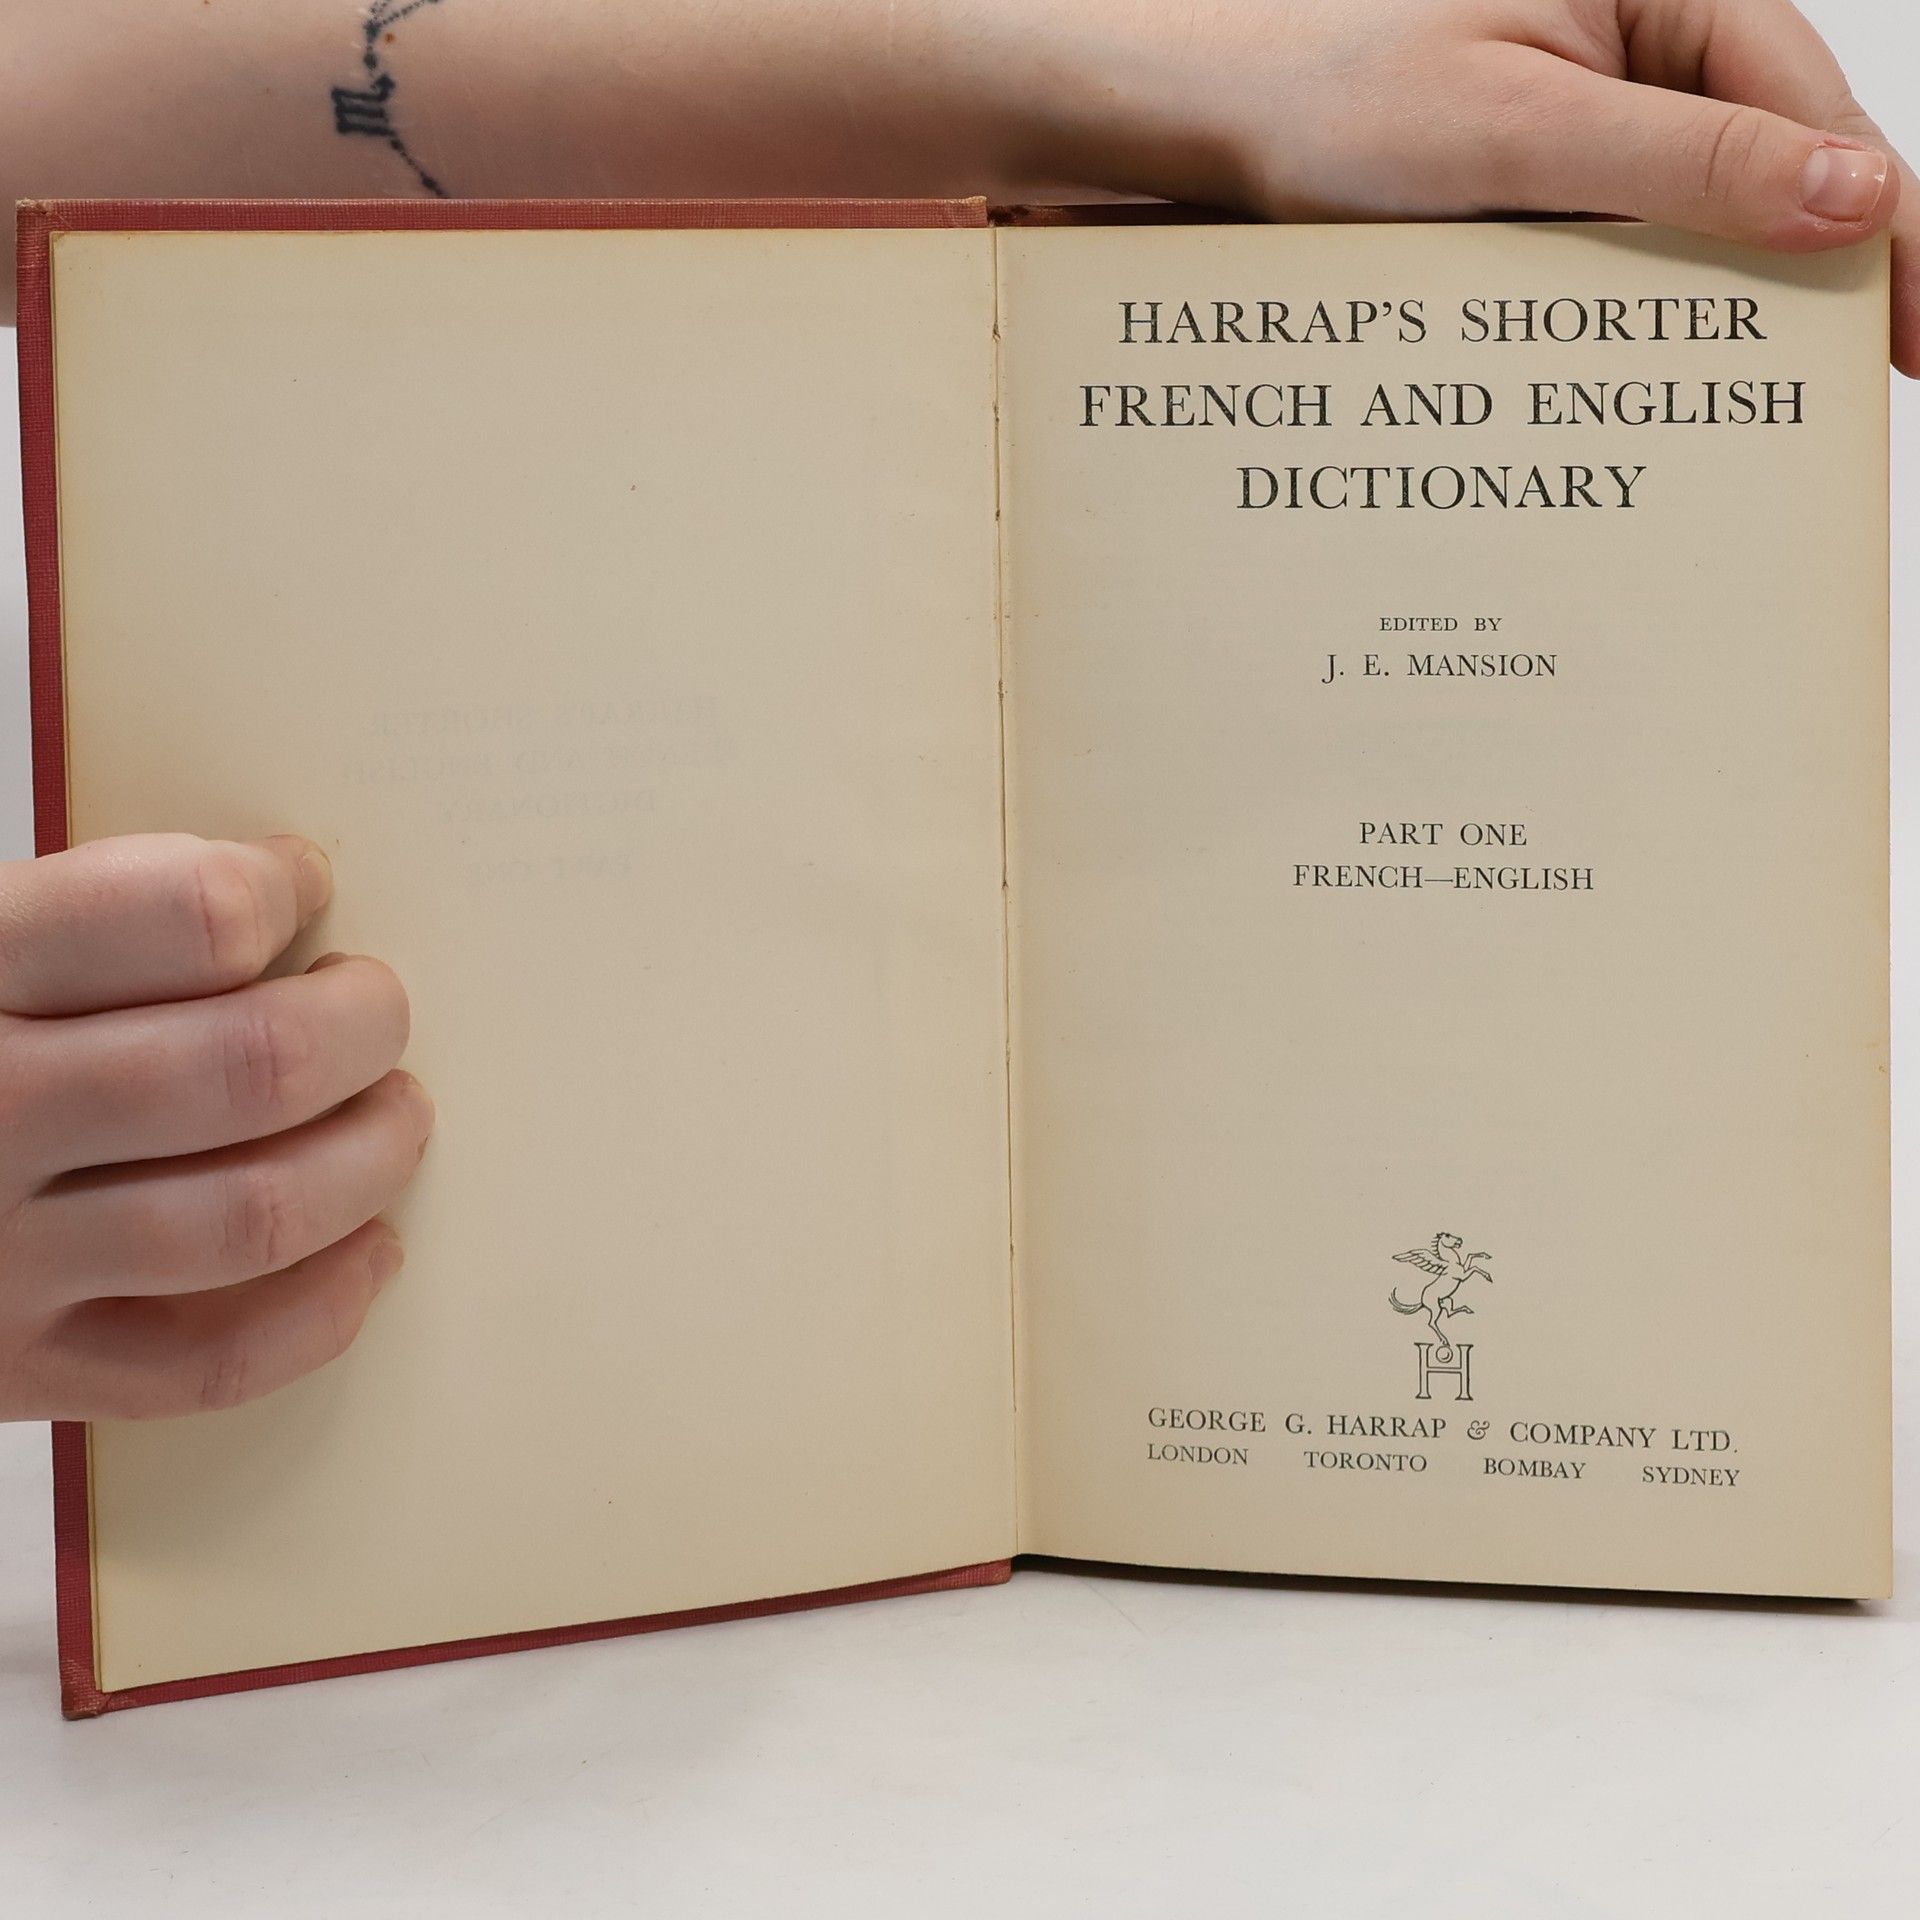 HARRAP'S SHORTER
FRENCH AND ENGLISH
DICTIONARY
EDITED BY
J. E. MANSION
PART ONE
FRENCH—ENGLISH
H
GEORGE G. HARRAP & COMPANY LTD.
LONDON TORONTO BOMBAY SYDNEY